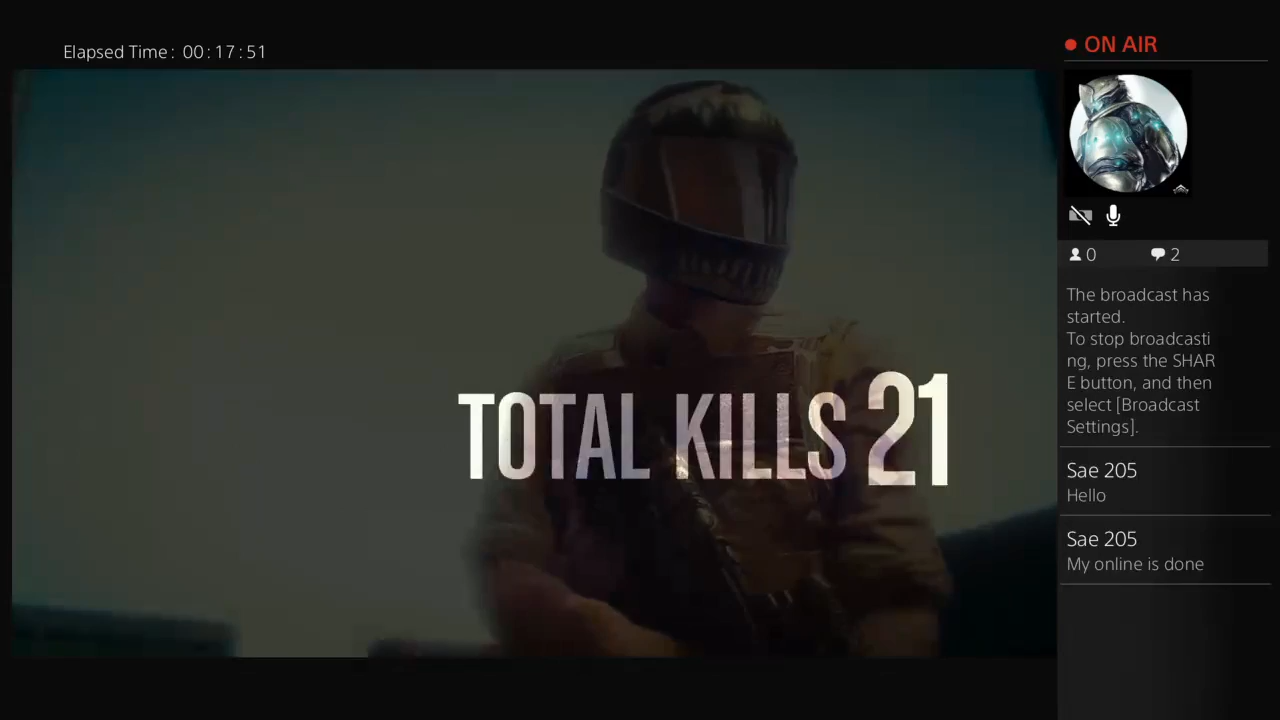 Elapsed Time: 00:17:51
ON AIR
0 2
The broadcast has
started.
To stop broadcasti
ng, press the SHAR
E button, and then
select [Broadcast
Settings].
Sae 205
Hello
Sae 205
My online is done
TOTAL KILLS 21